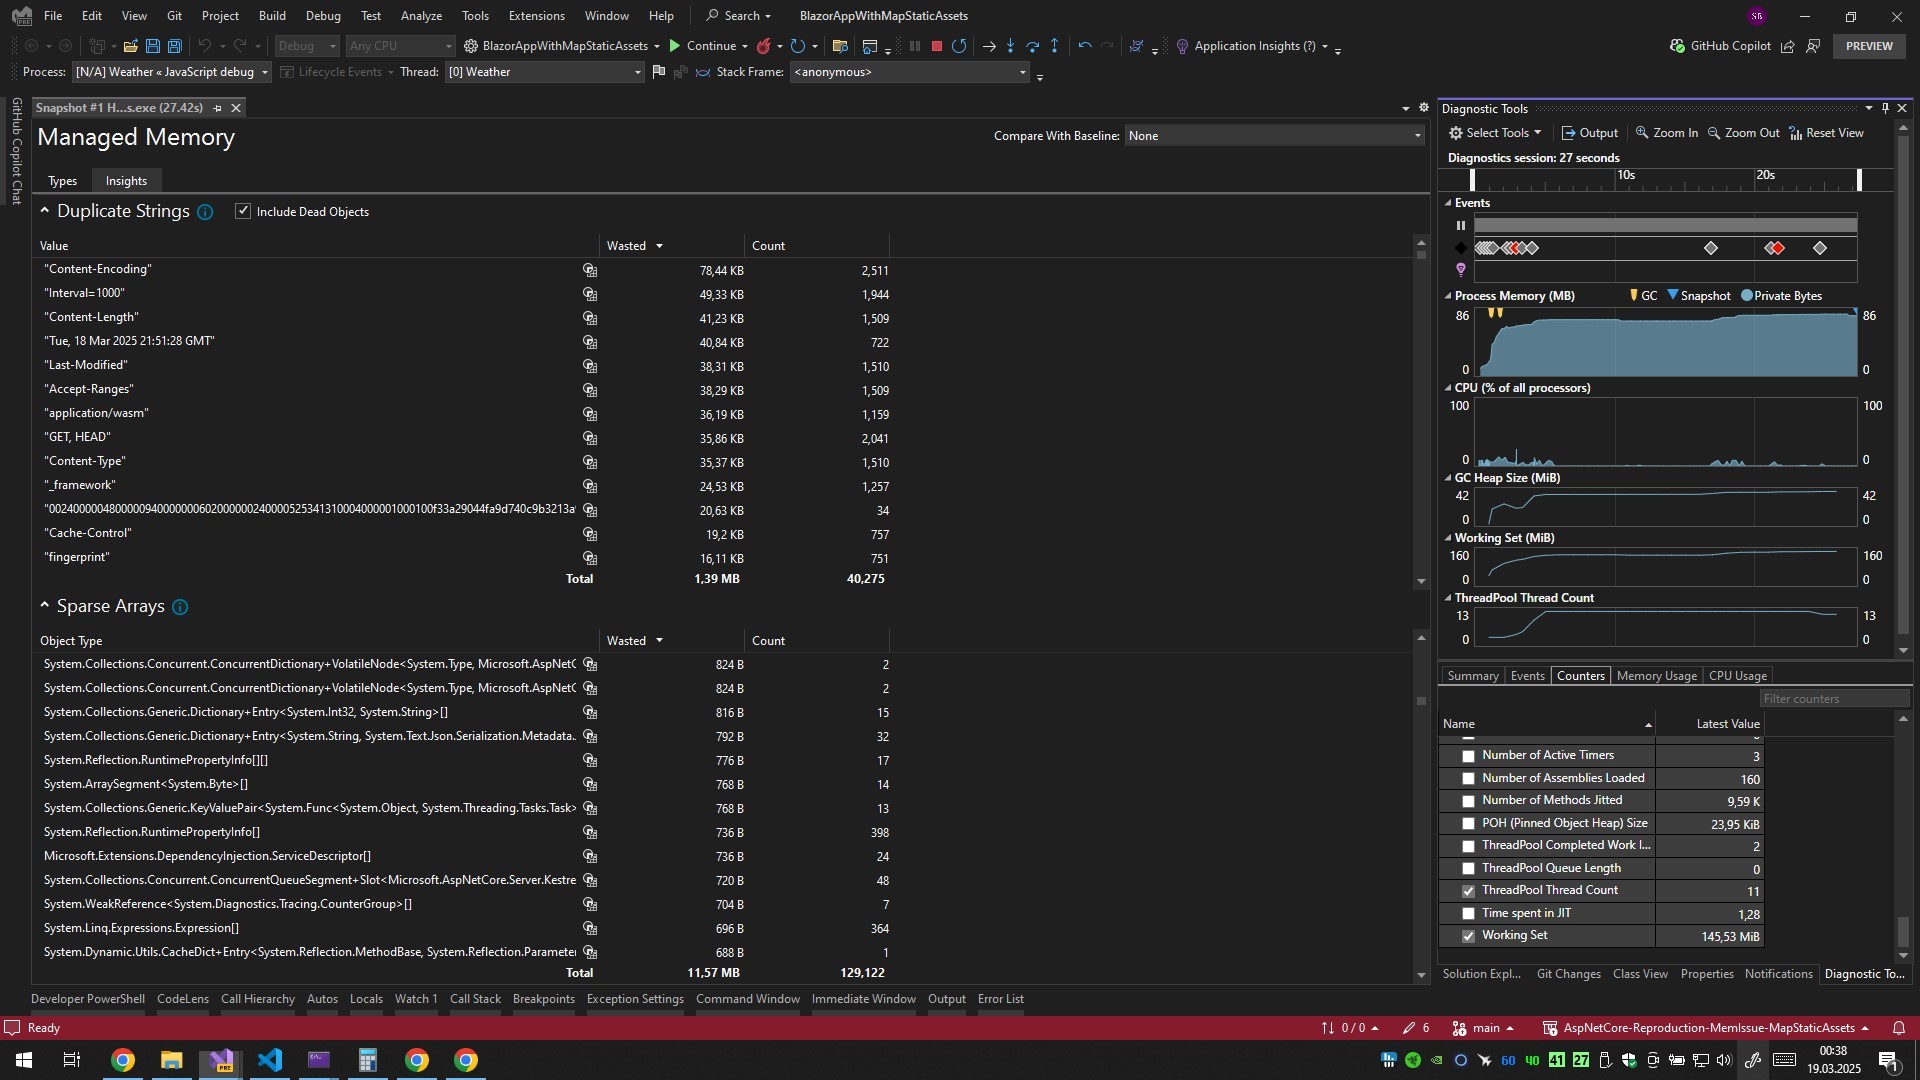 File Edit View Git Project Build Debug Test Analyze Tools Extensions Window Help Search BlazorAppWithMapStaticAssets SB
Debug Any CPU BlazorAppWithMapStaticAssets Continue Application Insights (?) GitHub Copilot PREVIEW
Process: [N/A] Weather « JavaScript debug Lifecycle Events Thread: [0] Weather Stack Frame: <anonymous>
GitHub Copilot Chat
Snapshot #1 H...s.exe (27.42s)
Managed Memory
Compare With Baseline: None
Types Insights
Duplicate Strings Include Dead Objects
Value Wasted Count
"Content-Encoding" 78,44 KB 2,511
"Interval=1000" 49,33 KB 1,944
"Content-Length" 41,23 KB 1,509
"Tue, 18 Mar 2025 21:51:28 GMT" 40,84 KB 722
"Last-Modified" 38,31 KB 1,510
"Accept-Ranges" 38,29 KB 1,509
"application/wasm" 36,19 KB 1,159
"GET, HEAD" 35,86 KB 2,041
"Content-Type" 35,37 KB 1,510
"_framework" 24,53 KB 1,257
20,63 KB 34
"Cache-Control" 19,2 KB 757
"fingerprint" 16,11 KB 751
Total 1,39 MB 40,275
Sparse Arrays
Object Type Wasted Count
System.Collections.Concurrent.ConcurrentDictionary+VolatileNode<System.Type, Microsoft.AspNetC 824 B 2
System.Collections.Concurrent.ConcurrentDictionary+VolatileNode<System.Type, Microsoft.AspNetC 824 B 2
System.Collections.Generic.Dictionary+Entry<System.Int32, System.String>[] 816 B 15
System.Collections.Generic.Dictionary+Entry<System.String, System.Text.Json.Serialization.Metadata. 792 B 32
System.Reflection.RuntimePropertyInfo[][] 776 B 17
System.ArraySegment<System.Byte>[] 768 B 14
System.Collections.Generic.KeyValuePair<System.Func<System.Object, System.Threading.Tasks.Task> 768 B 13
System.Reflection.RuntimePropertyInfo[] 736 B 398
Microsoft.Extensions.DependencyInjection.ServiceDescriptor[] 736 B 24
System.Collections.Concurrent.ConcurrentQueueSegment+Slot<Microsoft.AspNetCore.Server.Kestre 720 B 48
System.WeakReference<System.Diagnostics.Tracing.CounterGroup>[] 704 B 7
System.Linq.Expressions.Expression[] 696 B 364
System.Dynamic.Utils.CacheDict+Entry<System.Reflection.MethodBase, System.Reflection.Parameter 688 B 1
Total 11,57 MB 129,122
Diagnostic Tools
Select Tools Output Zoom In Zoom Out Reset View
Diagnostics session: 27 seconds
10s 20s
Events
Process Memory (MB) GC Snapshot Private Bytes
86 86
0 0
CPU (% of all processors)
100 100
0 0
GC Heap Size (MiB)
42 42
0 0
Working Set (MiB)
160 160
0 0
ThreadPool Thread Count
13 13
0 0
Summary Events Counters Memory Usage CPU Usage
Filter counters
Name Latest Value
Number of Active Timers 3
Number of Assemblies Loaded 160
Number of Methods Jitted 9,59 K
POH (Pinned Object Heap) Size 23,95 KiB
ThreadPool Completed Work I... 2
ThreadPool Queue Length 0
ThreadPool Thread Count 11
Time spent in JIT 1,28
Working Set 145,53 MiB
Solution Expl... Git Changes Class View Properties Notifications Diagnostic To...
Developer PowerShell CodeLens Call Hierarchy Autos Locals Watch 1 Call Stack Breakpoints Exception Settings Command Window Immediate Window Output Error List
Ready 0 / 0 6 main AspNetCore-Reproduction-MemIssue-MapStaticAssets
PRE 60 40 41 27 00:38
19.03.2025 1